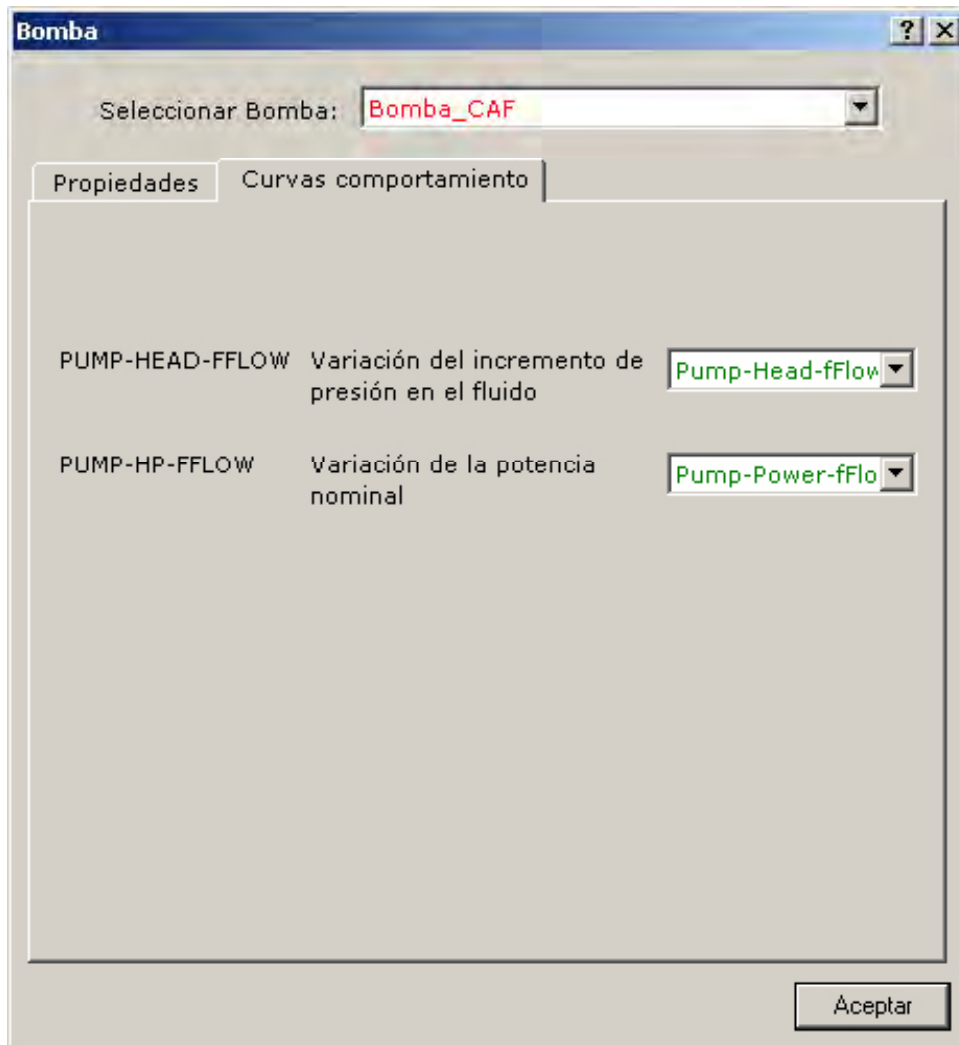 Bomba
Seleccionar Bomba: Bomba_CAF
Propiedades Curvas comportamiento
PUMP-HEAD-FFLOW Variación del incremento de presión en el fluido Pump-Head-fFlow
PUMP-HP-FFLOW Variación de la potencia nominal Pump-Power-fFlo
Aceptar